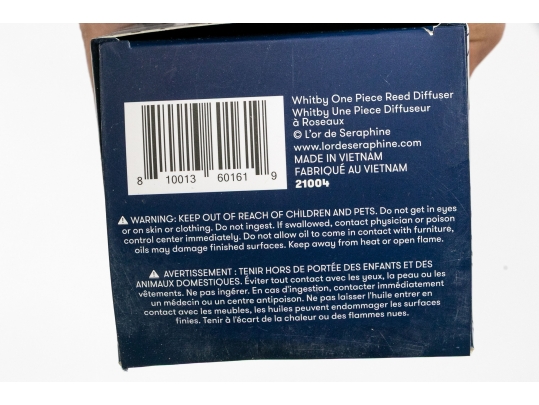 Whitby One Piece Reed Diffuser
Whitby Une Piece Diffuseur
à Roseaux
© L'or de Seraphine
www.lordeseraphine.com
MADE IN VIETNAM
FABRIQUÉ AU VIETNAM
21004
8 10013 60161 9
⚠ WARNING: KEEP OUT OF REACH OF CHILDREN AND PETS. Do not get in eyes
or on skin or clothing. Do not ingest. If swallowed, contact physician or poison
control center immediately. Do not allow oil to come in contact with furniture,
oils may damage finished surfaces. Keep away from heat or open flame.
⚠ AVERTISSEMENT : TENIR HORS DE PORTÉE DES ENFANTS ET DES
ANIMAUX DOMESTIQUES. Éviter tout contact avec les yeux, la peau ou les
vêtements. Ne pas ingérer. En cas d'ingestion, contacter immédiatement
un médecin ou un centre antipoison. Ne pas laisser l'huile entrer en
contact avec les meubles, les huiles peuvent endommager les surfaces
finies. Tenir à l'écart de la chaleur ou des flammes nues.